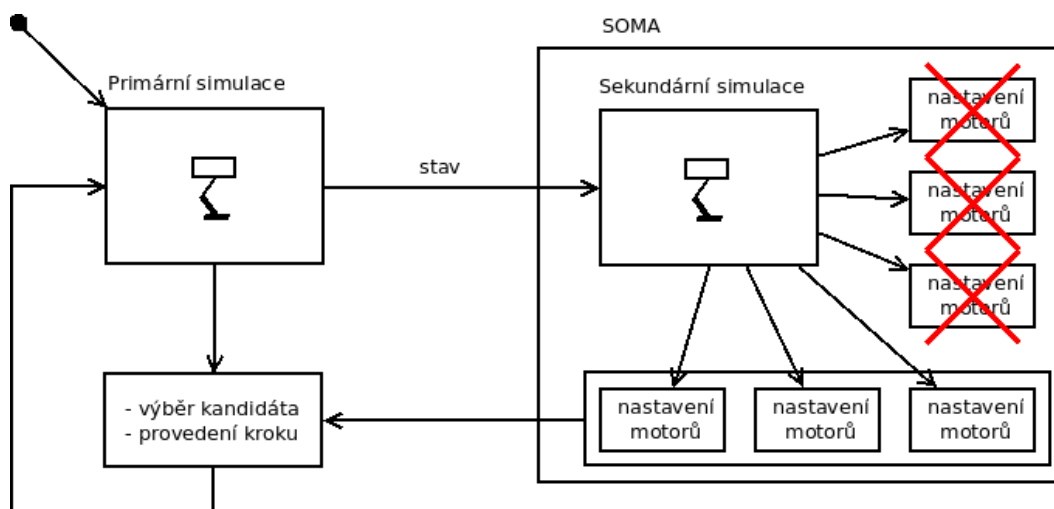 SOMA
Primární simulace
Sekundární simulace
nastavení
motorů
stav
nastavení
motorů
nastavení
motorů
- výběr kandidáta
- provedení kroku
nastavení
motorů
nastavení
motorů
nastavení
motorů